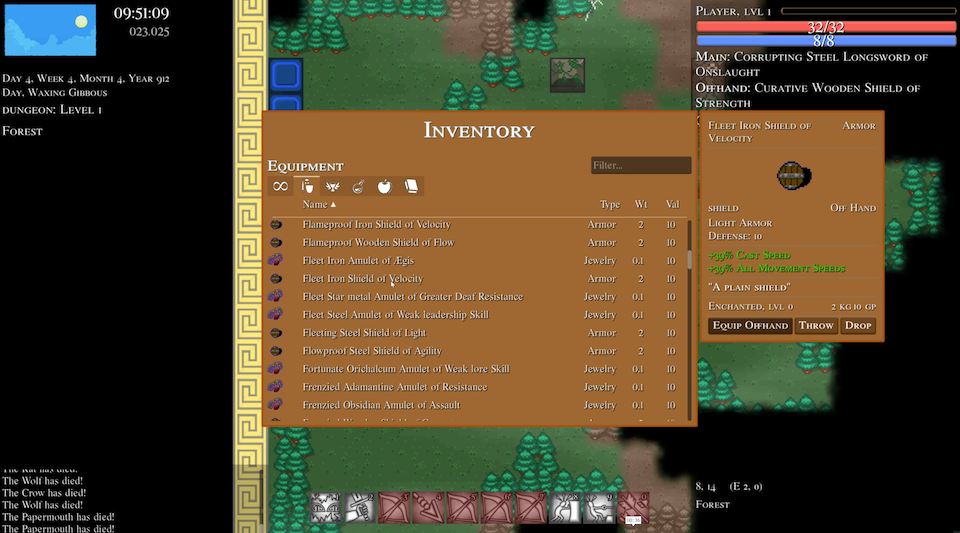 09:51:09
023.025
Day 4, Week 4, Month 4, Year 912
Day, Waxing Gibbous
dungeon: Level 1
Forest
Player, lvl 1
32/32
8/8
Main: Corrupting Steel Longsword of
Onslaught
Offhand: Curative Wooden Shield of
Strength
Inventory
Equipment
Filter...
Name ▲ Type Wt Val
Flameproof Iron Shield of Velocity Armor 2 10
Flameproof Wooden Shield of Flow Armor 2 10
Fleet Iron Amulet of Ægis Jewelry 0.1 10
Fleet Iron Shield of Velocity Armor 2 10
Fleet Star metal Amulet of Greater Deaf Resistance Jewelry 0.1 10
Fleet Steel Amulet of Weak leadership Skill Jewelry 0.1 10
Fleeting Steel Shield of Light Armor 2 10
Flowproof Steel Shield of Agility Armor 2 10
Fortunate Orichalcum Amulet of Weak lore Skill Jewelry 0.1 10
Frenzied Adamantine Amulet of Resistance Jewelry 0.1 10
Frenzied Obsidian Amulet of Assault Jewelry 0.1 10
Fleet Iron Shield of Velocity Armor
shield Off Hand
Light Armor
Defense: 10
+39% Cast Speed
+39% All Movement Speeds
"A plain shield"
Enchanted, lvl 0 2 kg 10 gp
Equip Offhand Throw Drop
The Rat has died!
The Wolf has died!
The Crow has died!
The Wolf has died!
The Papermouth has died!
The Papermouth has died!
8, 14 (E 2, 0)
Forest